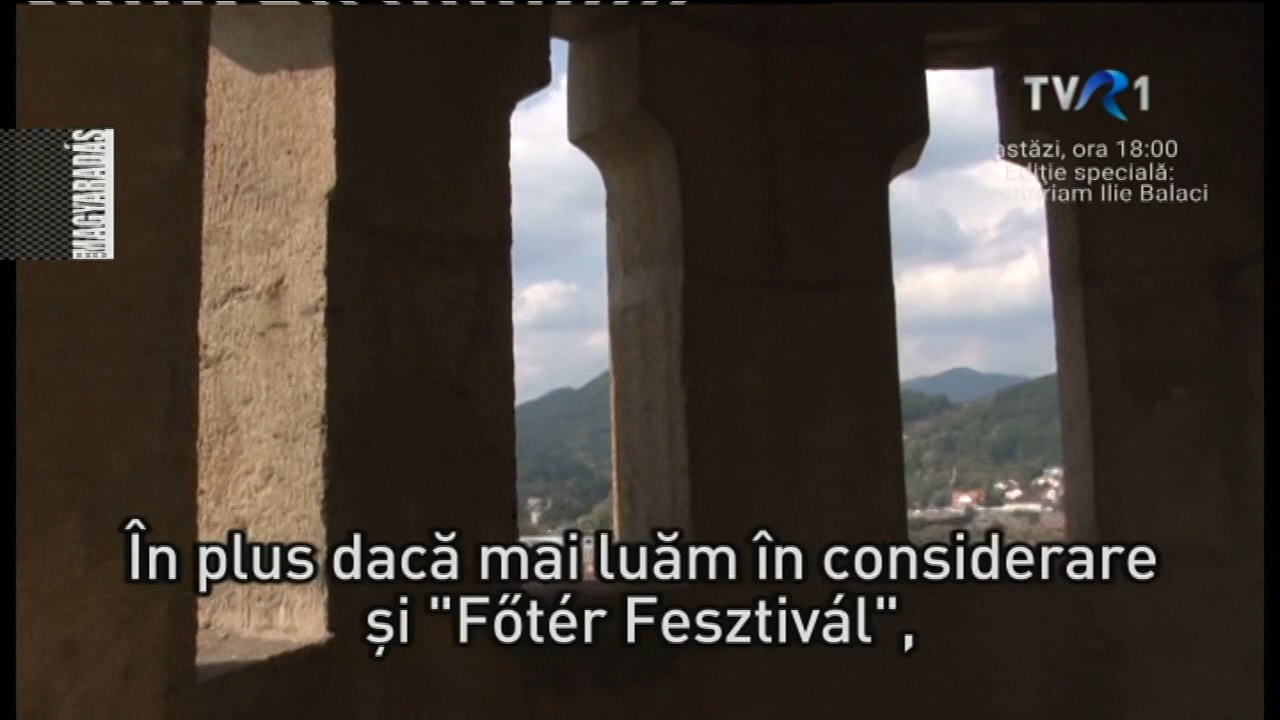 TVR1
astăzi, ora 18:00
Ediție specială:
Ilie Balaci
MAGYARADÁS
În plus dacă mai luăm în considerare
și "Főtér Fesztivál",